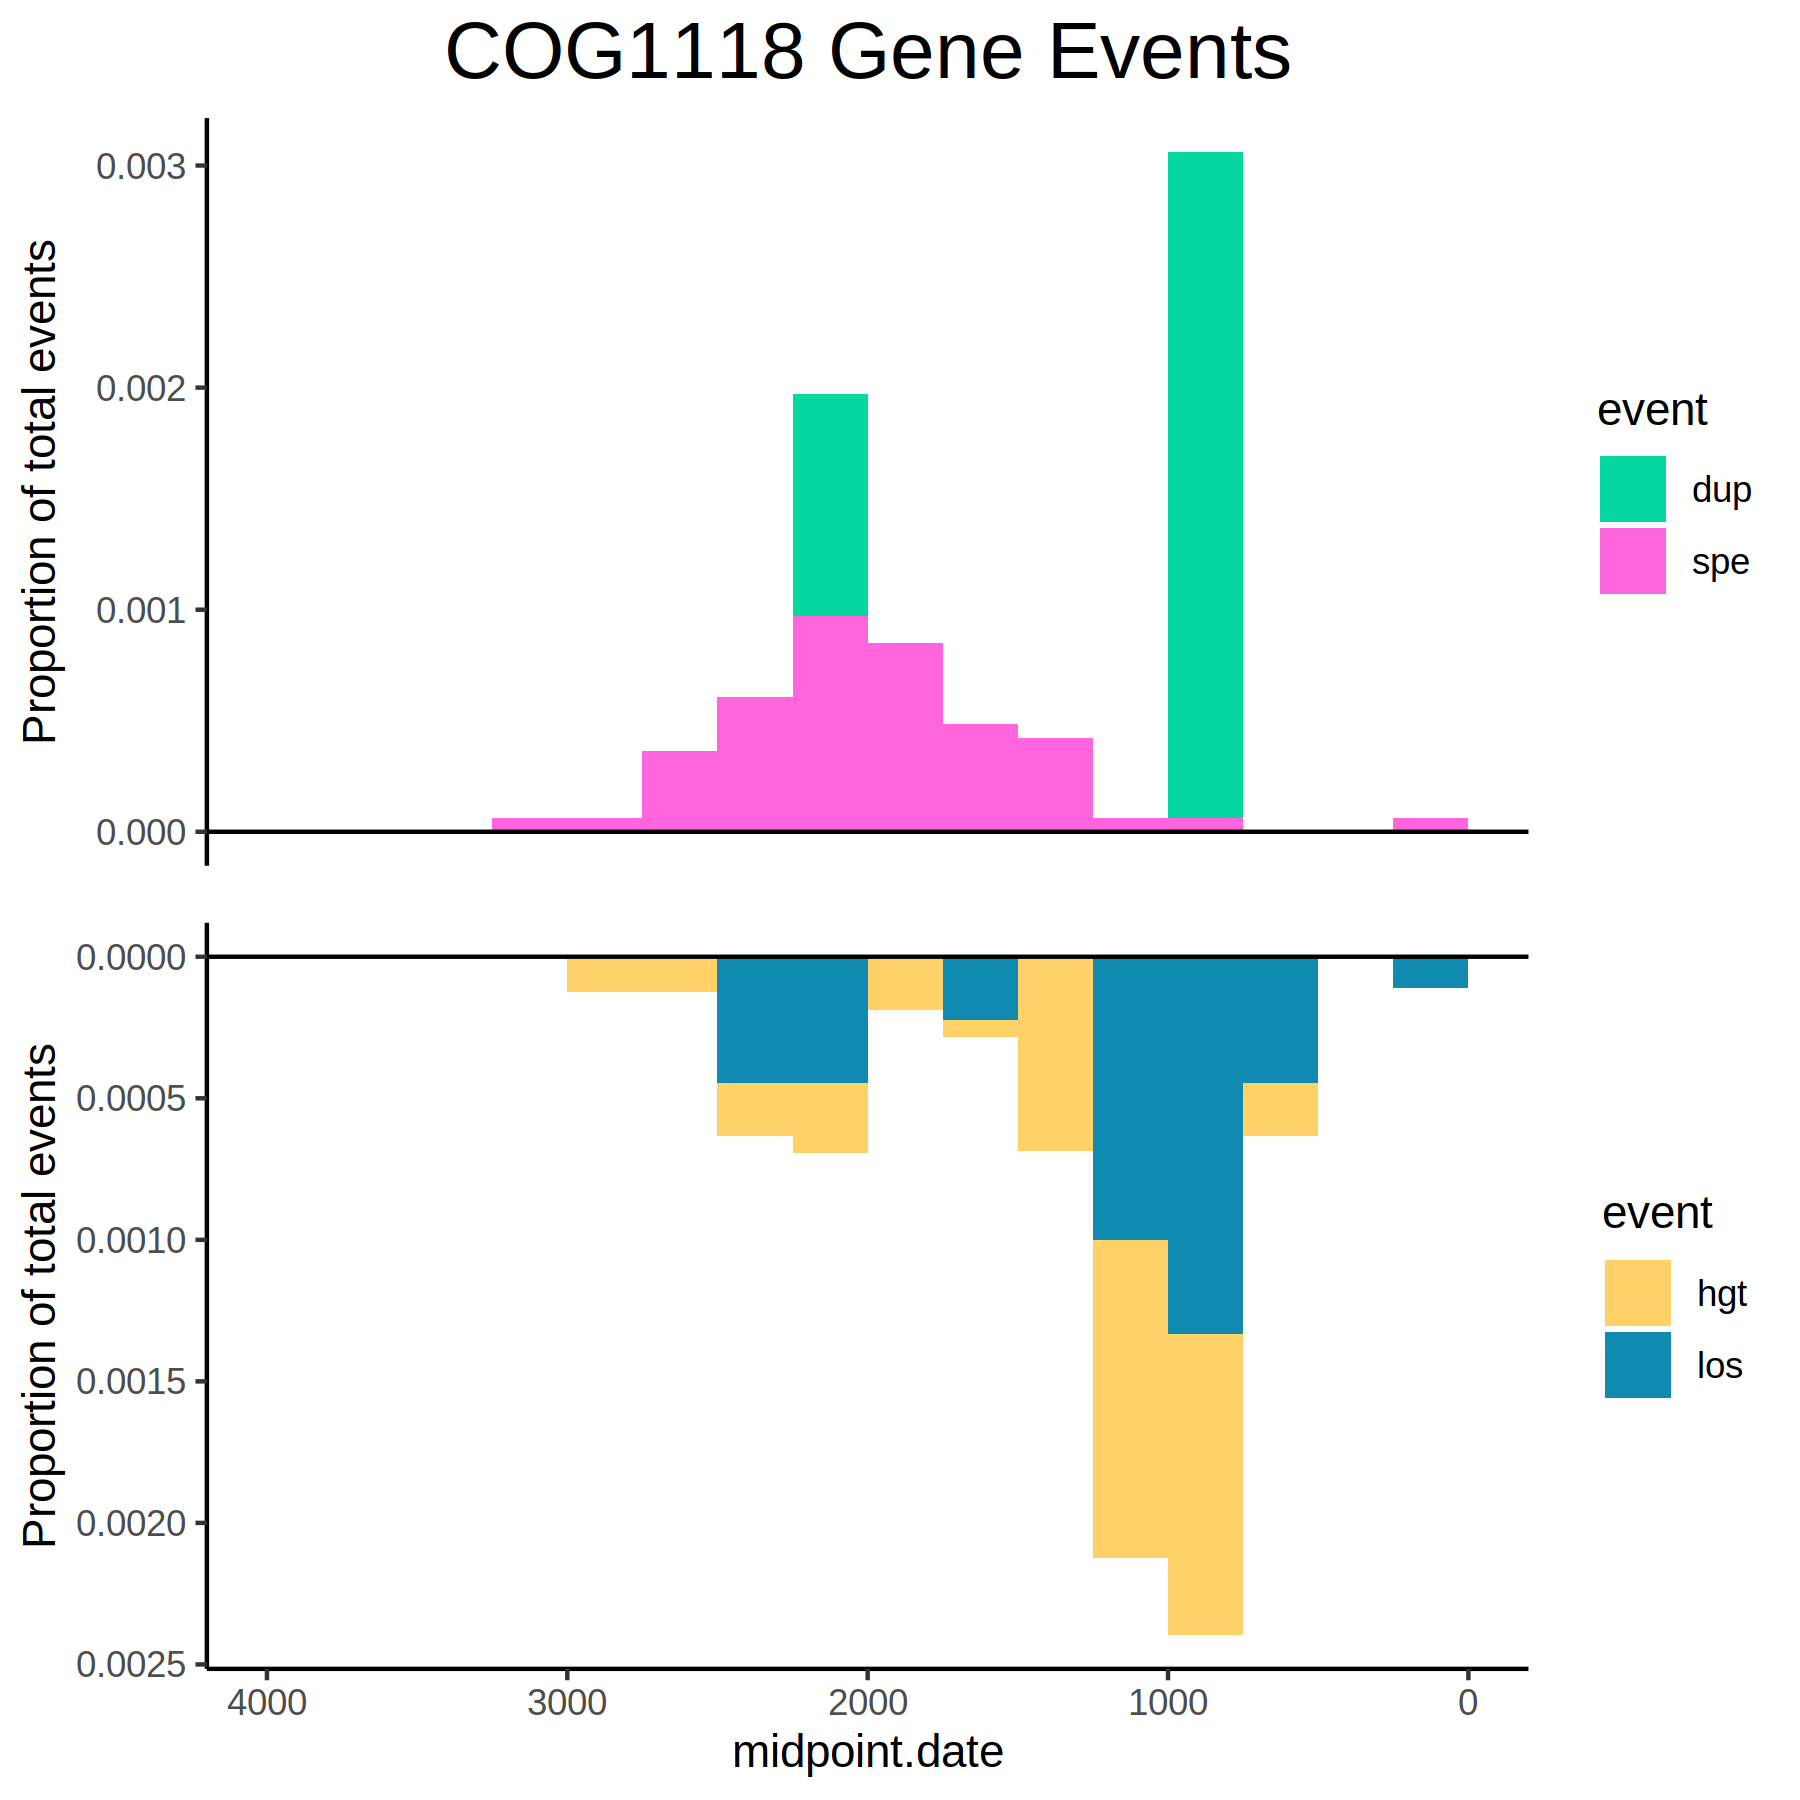 COG1118 Gene Events
Proportion of total events
0.003
0.002
0.001
0.000
event
dup
spe
Proportion of total events
0.0000
0.0005
0.0010
0.0015
0.0020
0.0025
event
hgt
los
4000 3000 2000 1000 0
midpoint.date